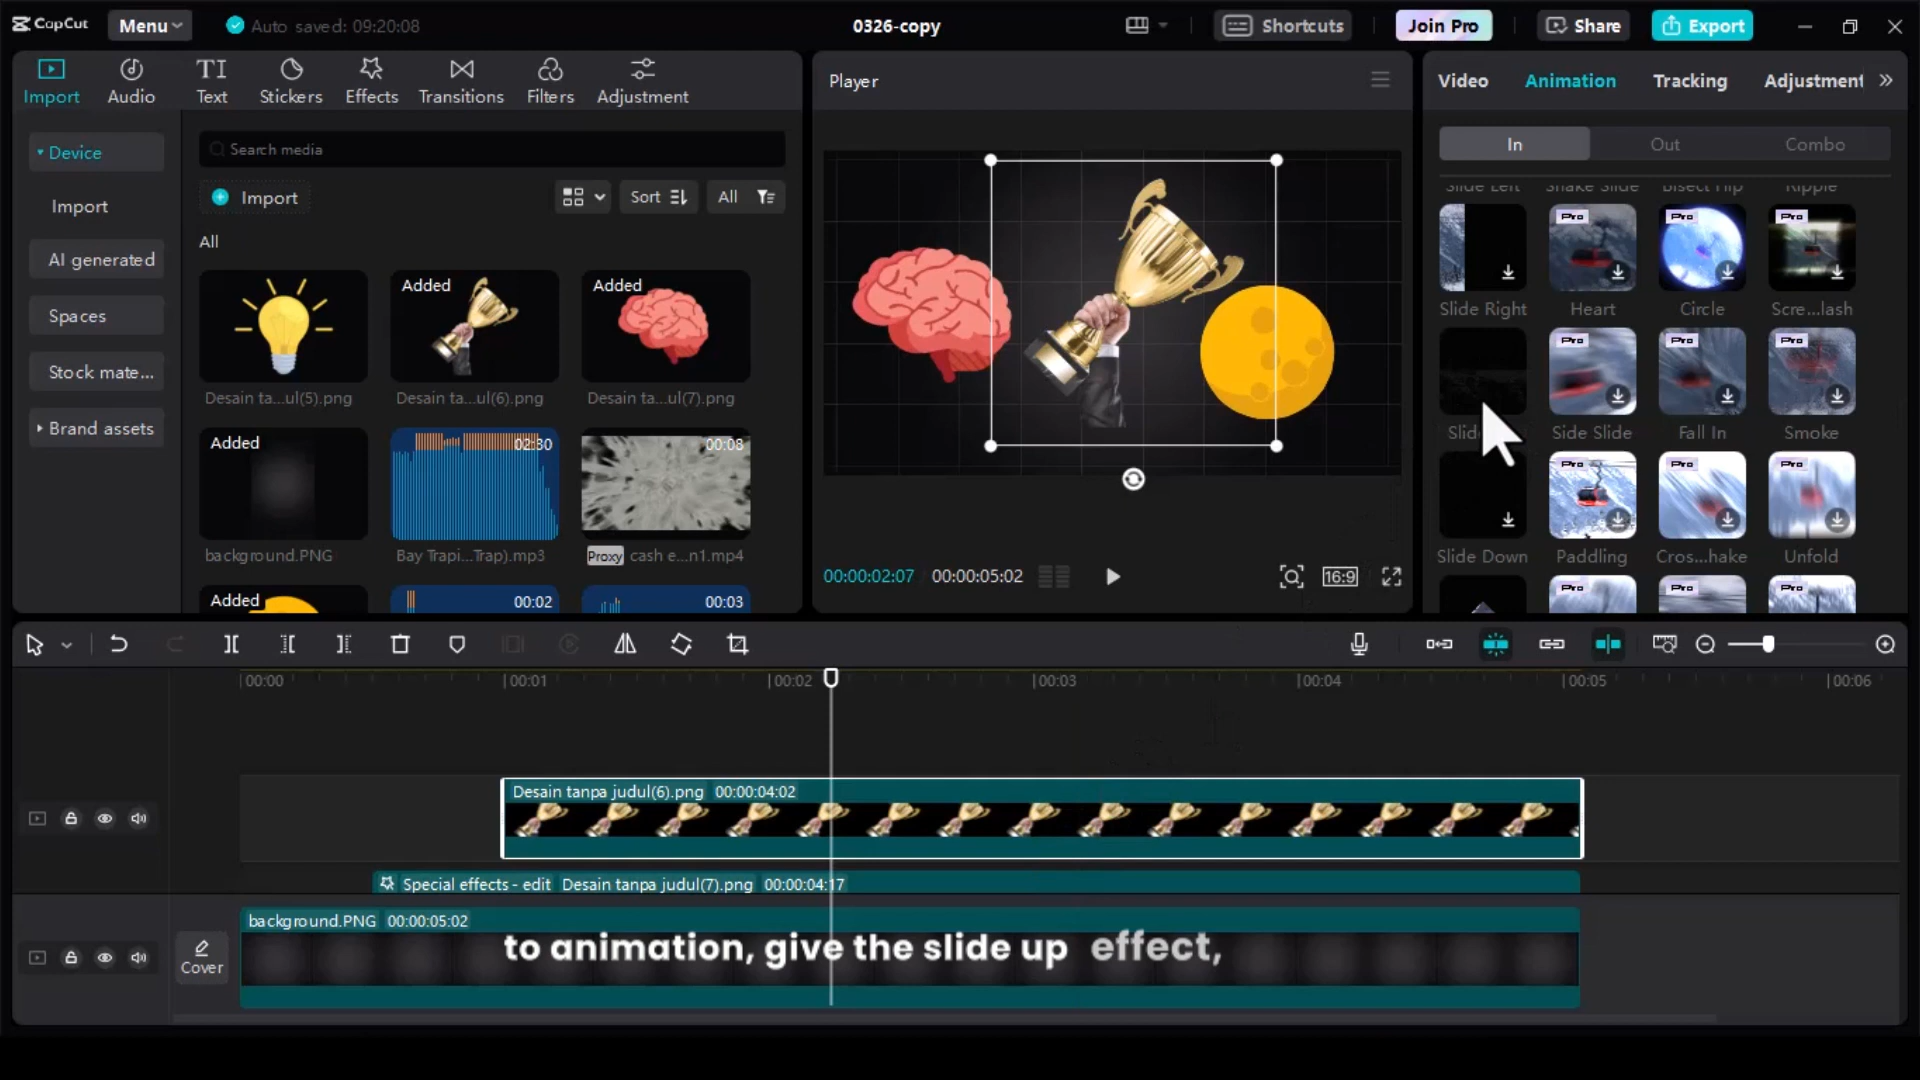 CapCut
Menu
Auto saved: 09:20:08
0326-copy
Shortcuts
Join Pro
Share
Export
Import
Audio
TI
Text
Stickers
Effects
Transitions
Filters
Adjustment
Device
Import
AI generated
Spaces
Stock mate...
Brand assets
Search media
Import
Sort
All
All
Desain ta...ul(5).png
Added
Desain ta...ul(6).png
Added
Desain ta...ul(7).png
Added
background.PNG
02:30
Bay Trapi...Trap).mp3
00:08
Proxy cash e...n1.mp4
Added
00:02
00:03
Player
00:00:02:07
00:00:05:02
16:9
Video
Animation
Tracking
Adjustment
In
Out
Combo
Slide Left
Shake Slide
Bisect Flip
Ripple
Slide Right
Pro
Heart
Pro
Circle
Pro
Scre...lash
Pro
Side Slide
Pro
Fall In
Pro
Smoke
Slide Down
Pro
Paddling
Pro
Cros...hake
Pro
Unfold
Pro
Pro
Pro
00:00
00:01
00:02
00:03
00:04
00:05
00:06
Desain tanpa judul(6).png 00:00:04:02
Special effects - edit Desain tanpa judul(7).png 00:00:04:17
Cover
background.PNG 00:00:05:02
to animation, give the slide up effect,